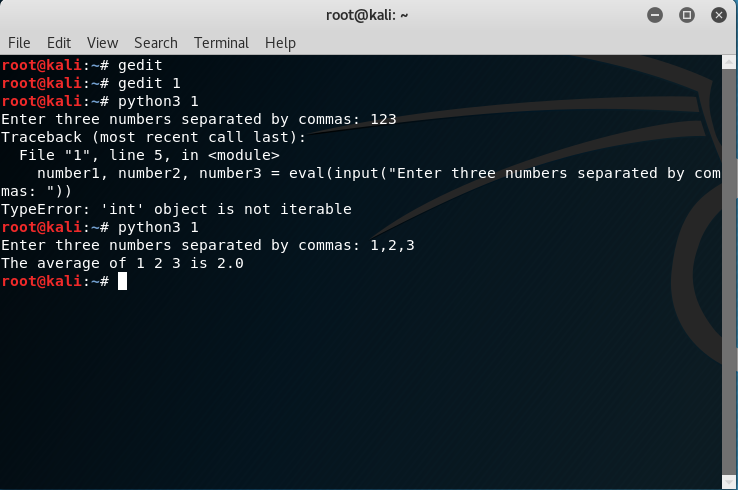 root@kali: ~
File Edit View Search Terminal Help
root@kali:~# gedit
root@kali:~# gedit 1
root@kali:~# python3 1
Enter three numbers separated by commas: 123
Traceback (most recent call last):
  File "1", line 5, in <module>
    number1, number2, number3 = eval(input("Enter three numbers separated by com
mas: "))
TypeError: 'int' object is not iterable
root@kali:~# python3 1
Enter three numbers separated by commas: 1,2,3
The average of 1 2 3 is 2.0
root@kali:~#